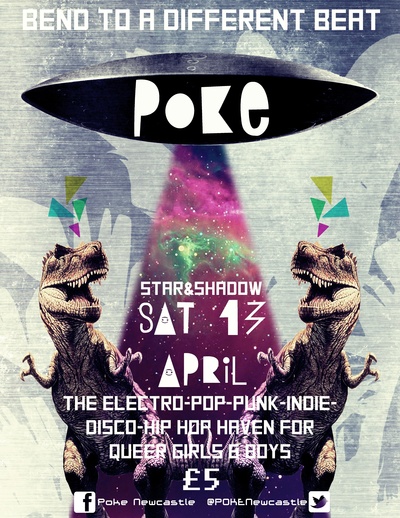 BEND TO A DIFFERENT BEAT
POKE
STAR&SHADOW
SAT 13
APRIL
THE ELECTRO-POP-PUNK-INDIE-
DISCO-HIP HOP HAVEN FOR
QUEER GIRLS & BOYS
£5
f Poke Newcastle @POKENewcastle